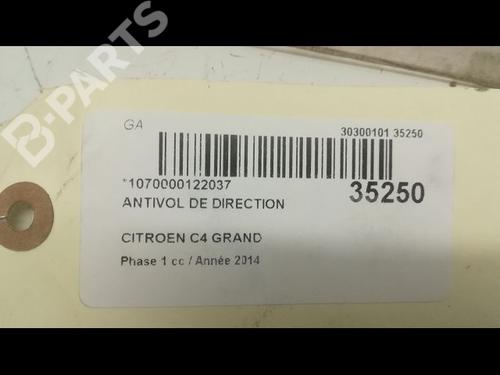 B-PARTS
GA
30300101 35250
*1070000122037
35250
ANTIVOL DE DIRECTION
CITROEN C4 GRAND
Phase 1 cc / Année 2014